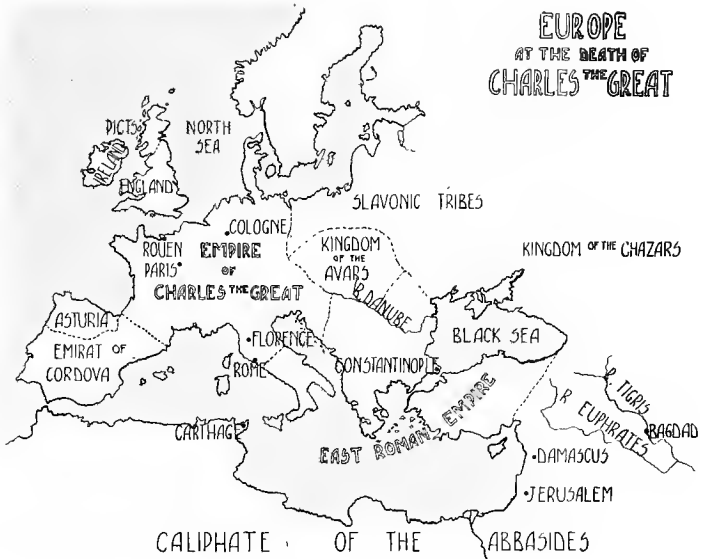 EUROPE
AT THE DEATH OF
CHARLES THE GREAT
PICTS
NORTH
SEA
IRELAND
ENGLAND
SLAVONIC TRIBES
COLOGNE
ROUEN
PARIS
EMPIRE
OF
CHARLES THE GREAT
KINGDOM
OF THE
AVARS
R. DANUBE
KINGDOM OF THE CHAZARS
ASTURIA
EMIRAT OF
CORDOVA
FLORENCE
ROME
CONSTANTINOPLE
BLACK SEA
R. TIGRIS
R EUPHRATES
BAGDAD
CARTHAGE
EAST ROMAN EMPIRE
DAMASCUS
JERUSALEM
CALIPHATE OF THE ABBASIDES